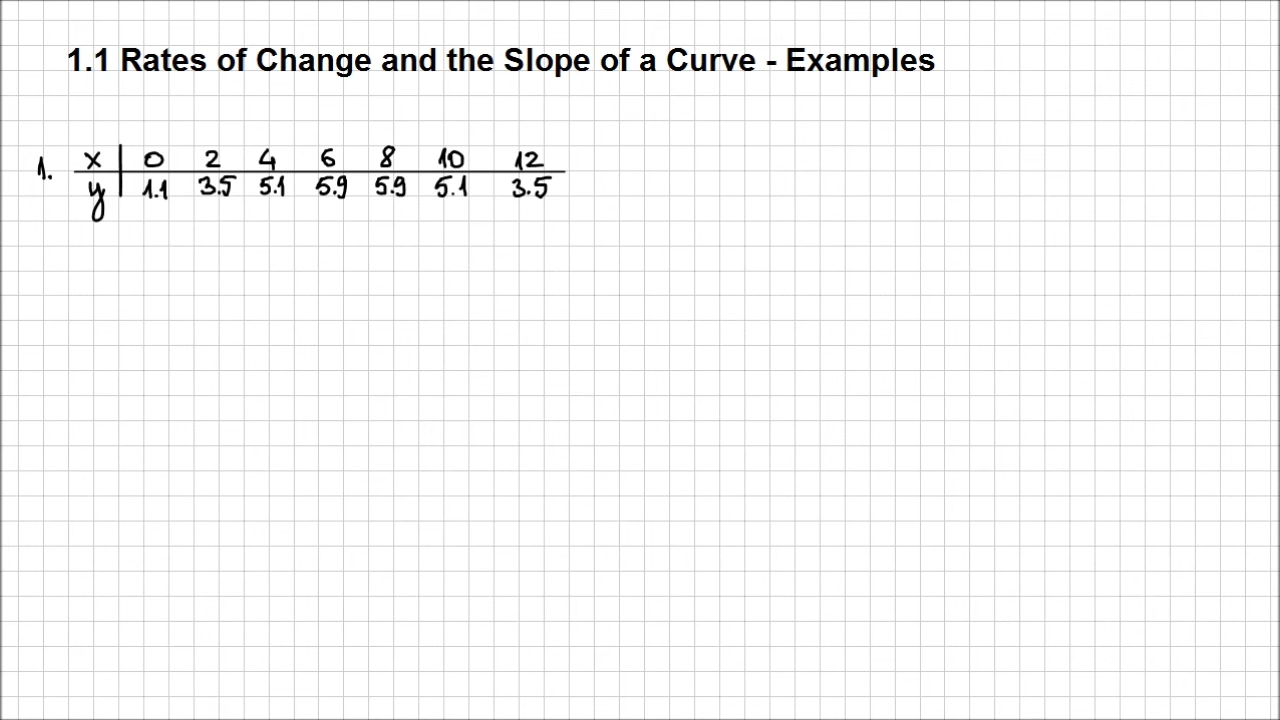 1.1 Rates of Change and the Slope of a Curve - Examples
1. x 0 2 4 6 8 10 12
y 1.1 3.5 5.1 5.9 5.9 5.1 3.5